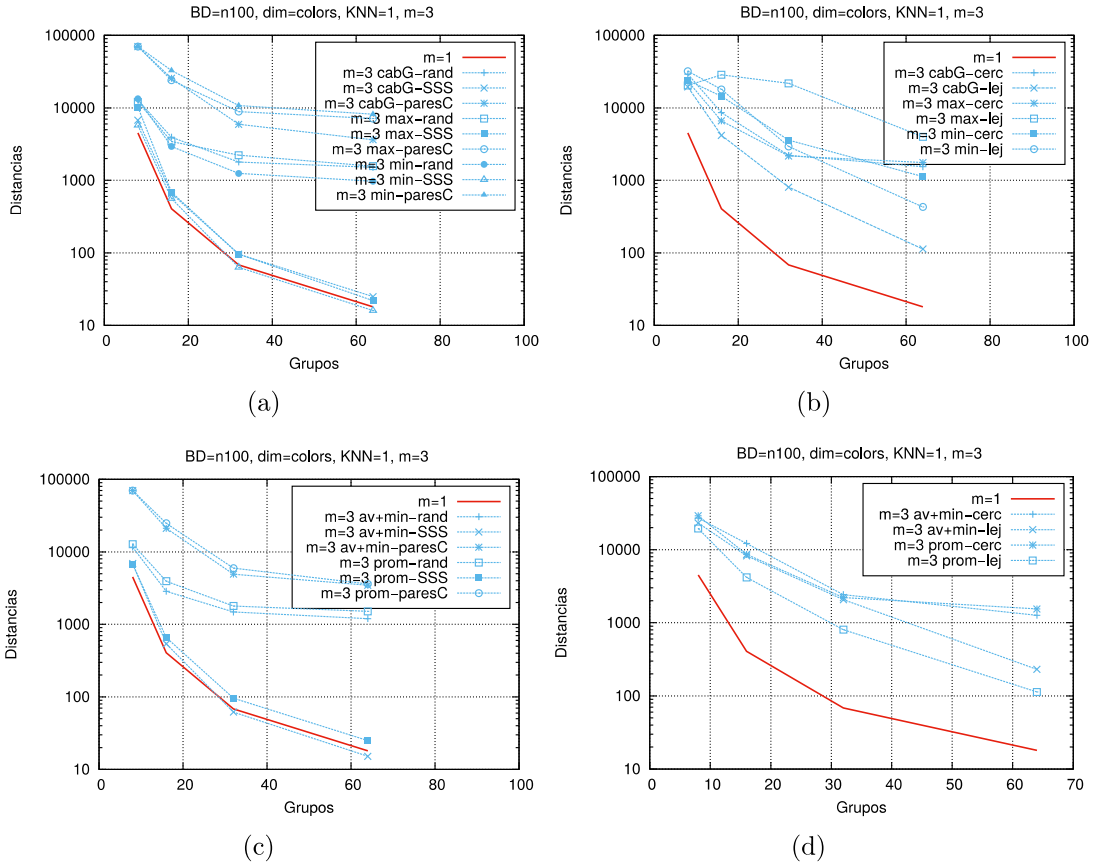 BD=n100, dim=colors, KNN=1, m=3
100000
10000
1000
100
10
0
20
40
60
80
100
Distancias
Grupos
m=1
m=3 cabG-rand
m=3 cabG-SSS
m=3 cabG-paresC
m=3 max-rand
m=3 max-SSS
m=3 max-paresC
m=3 min-rand
m=3 min-SSS
m=3 min-paresC
(a)
BD=n100, dim=colors, KNN=1, m=3
100000
10000
1000
100
10
0
20
40
60
80
100
Distancias
Grupos
m=1
m=3 cabG-cerc
m=3 cabG-lej
m=3 max-cerc
m=3 max-lej
m=3 min-cerc
m=3 min-lej
(b)
BD=n100, dim=colors, KNN=1, m=3
100000
10000
1000
100
10
0
20
40
60
80
100
Distancias
Grupos
m=1
m=3 av+min-rand
m=3 av+min-SSS
m=3 av+min-paresC
m=3 prom-rand
m=3 prom-SSS
m=3 prom-paresC
(c)
BD=n100, dim=colors, KNN=1, m=3
100000
10000
1000
100
10
0
10
20
30
40
50
60
70
Distancias
Grupos
m=1
m=3 av+min-cerc
m=3 av+min-lej
m=3 prom-cerc
m=3 prom-lej
(d)